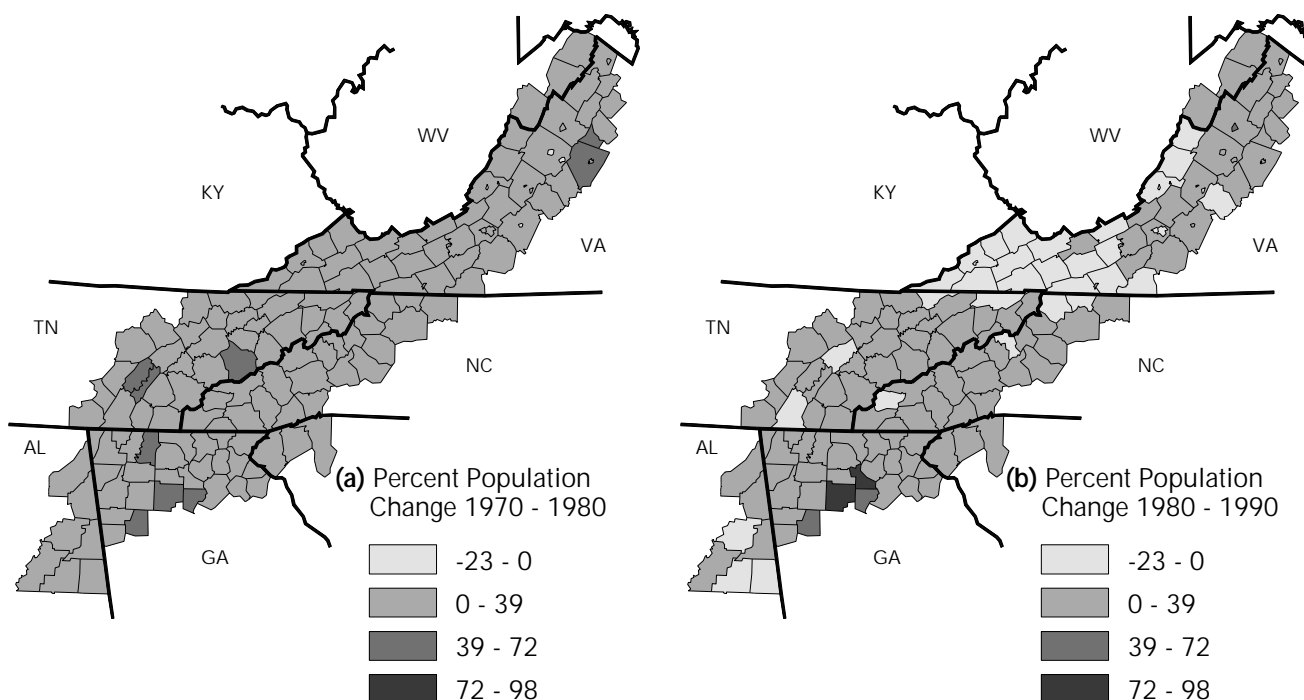 WV
KY
VA
TN
NC
AL
GA
(a) Percent Population
Change 1970 - 1980
-23 - 0
0 - 39
39 - 72
72 - 98
WV
KY
VA
TN
NC
AL
GA
(b) Percent Population
Change 1980 - 1990
-23 - 0
0 - 39
39 - 72
72 - 98